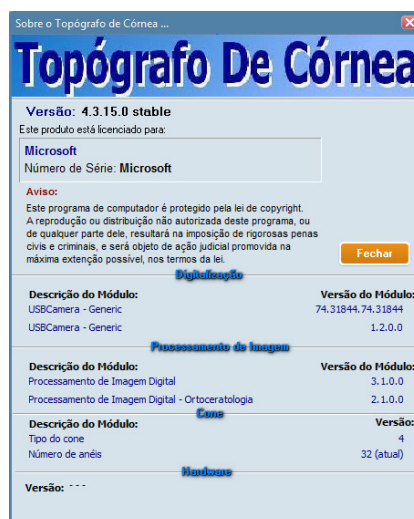 Sobre o Topógrafo de Córnea ...
Topógrafo De Córnea
Versão: 4.3.15.0 stable
Este produto está licenciado para:
Microsoft
Número de Série: Microsoft
Aviso:
Este programa de computador é protegido pela lei de copyright.
A reprodução ou distribuição não autorizada deste programa, ou
de qualquer parte dele, resultará na imposição de rigorosas penas
civis e criminais, e será objeto de ação judicial promovida na
máxima extenção possível, nos termos da lei.
Fechar
Digitalização
Descrição do Módulo: Versão do Módulo:
USBCamera - Generic 74.31844.74.31844
USBCamera - Generic 1.2.0.0
Processamento de Imagem
Descrição do Módulo: Versão do Módulo:
Processamento de Imagem Digital 3.1.0.0
Processamento de Imagem Digital - Ortoceratologia 2.1.0.0
Cone
Descrição do Módulo: Versão:
Tipo do cone 4
Número de anéis 32 (atual)
Hardware
Versão: - - -